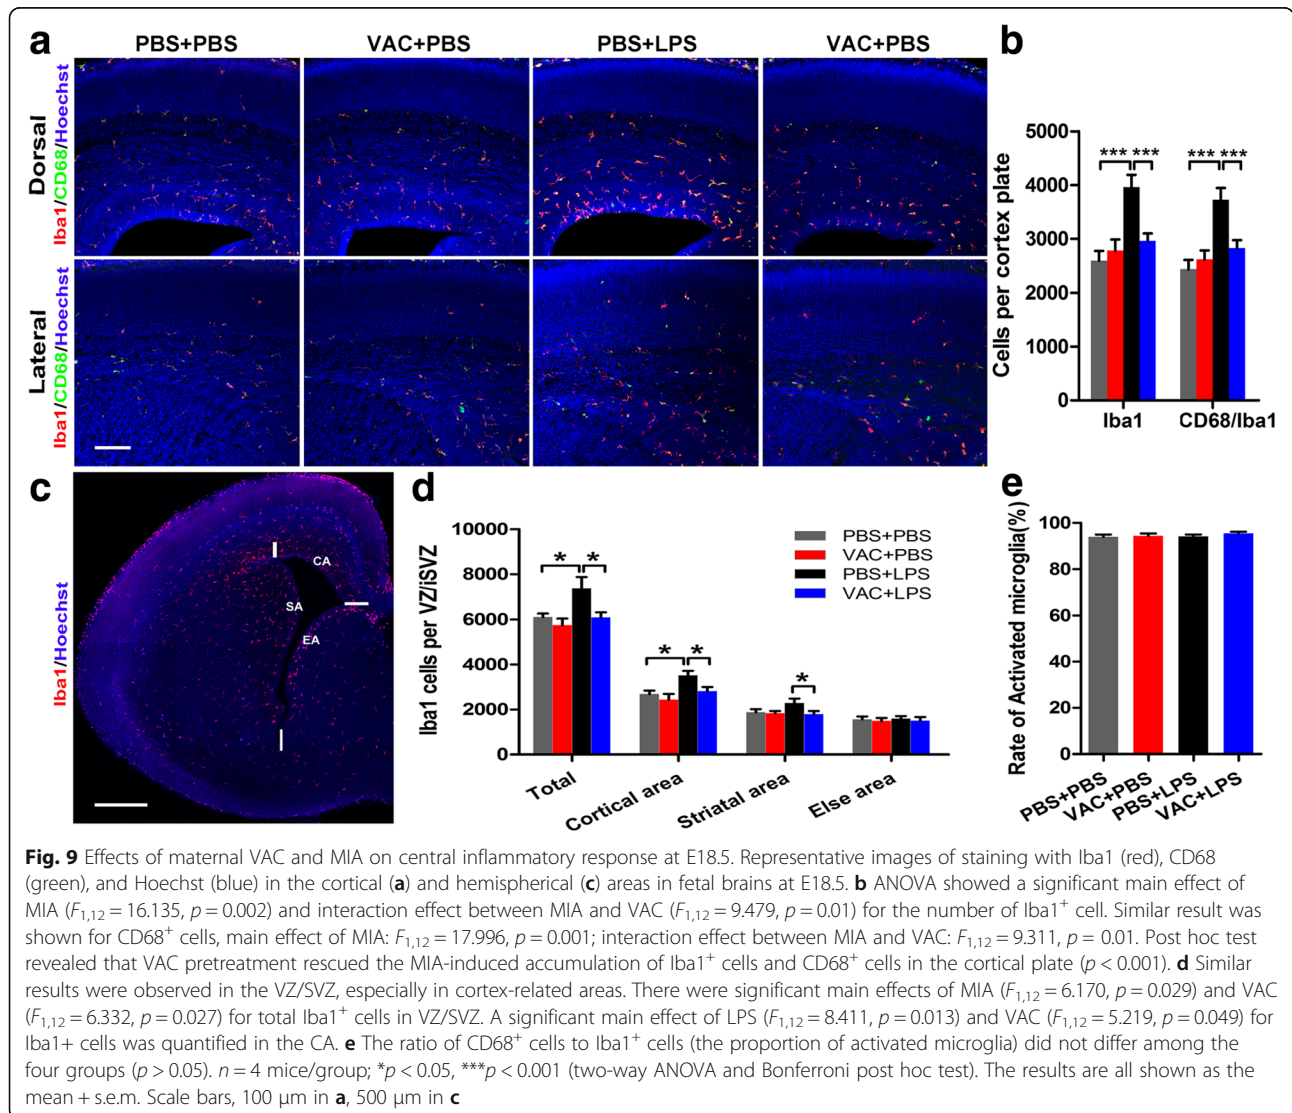 a
PBS+PBS
VAC+PBS
PBS+LPS
VAC+PBS
Dorsal
Iba1/CD68/Hoechst
Lateral
Iba1/CD68/Hoechst
b
Cells per cortex plate
5000
4000
3000
2000
1000
0
*** ***
*** ***
Iba1
CD68/Iba1
c
Iba1/Hoechst
CA
SA
EA
d
Iba1 cells per VZ/iSVZ
10000
8000
6000
4000
2000
0
* *
* *
*
PBS+PBS
VAC+PBS
PBS+LPS
VAC+LPS
Total
Cortical area
Striatal area
Else area
e
Rate of Activated microglia(%)
100
80
60
40
20
0
PBS+PBS
VAC+PBS
PBS+LPS
VAC+LPS
Fig. 9 Effects of maternal VAC and MIA on central inflammatory response at E18.5. Representative images of staining with Iba1 (red), CD68
(green), and Hoechst (blue) in the cortical (a) and hemispherical (c) areas in fetal brains at E18.5. b ANOVA showed a significant main effect of
MIA (F1,12 = 16.135, p = 0.002) and interaction effect between MIA and VAC (F1,12 = 9.479, p = 0.01) for the number of Iba1+ cell. Similar result was
shown for CD68+ cells, main effect of MIA: F1,12 = 17.996, p = 0.001; interaction effect between MIA and VAC: F1,12 = 9.311, p = 0.01. Post hoc test
revealed that VAC pretreatment rescued the MIA-induced accumulation of Iba1+ cells and CD68+ cells in the cortical plate (p < 0.001). d Similar
results were observed in the VZ/SVZ, especially in cortex-related areas. There were significant main effects of MIA (F1,12 = 6.170, p = 0.029) and VAC
(F1,12 = 6.332, p = 0.027) for total Iba1+ cells in VZ/SVZ. A significant main effect of LPS (F1,12 = 8.411, p = 0.013) and VAC (F1,12 = 5.219, p = 0.049) for
Iba1+ cells was quantified in the CA. e The ratio of CD68+ cells to Iba1+ cells (the proportion of activated microglia) did not differ among the
four groups (p > 0.05). n = 4 mice/group; *p < 0.05, ***p < 0.001 (two-way ANOVA and Bonferroni post hoc test). The results are all shown as the
mean + s.e.m. Scale bars, 100 μm in a, 500 μm in c